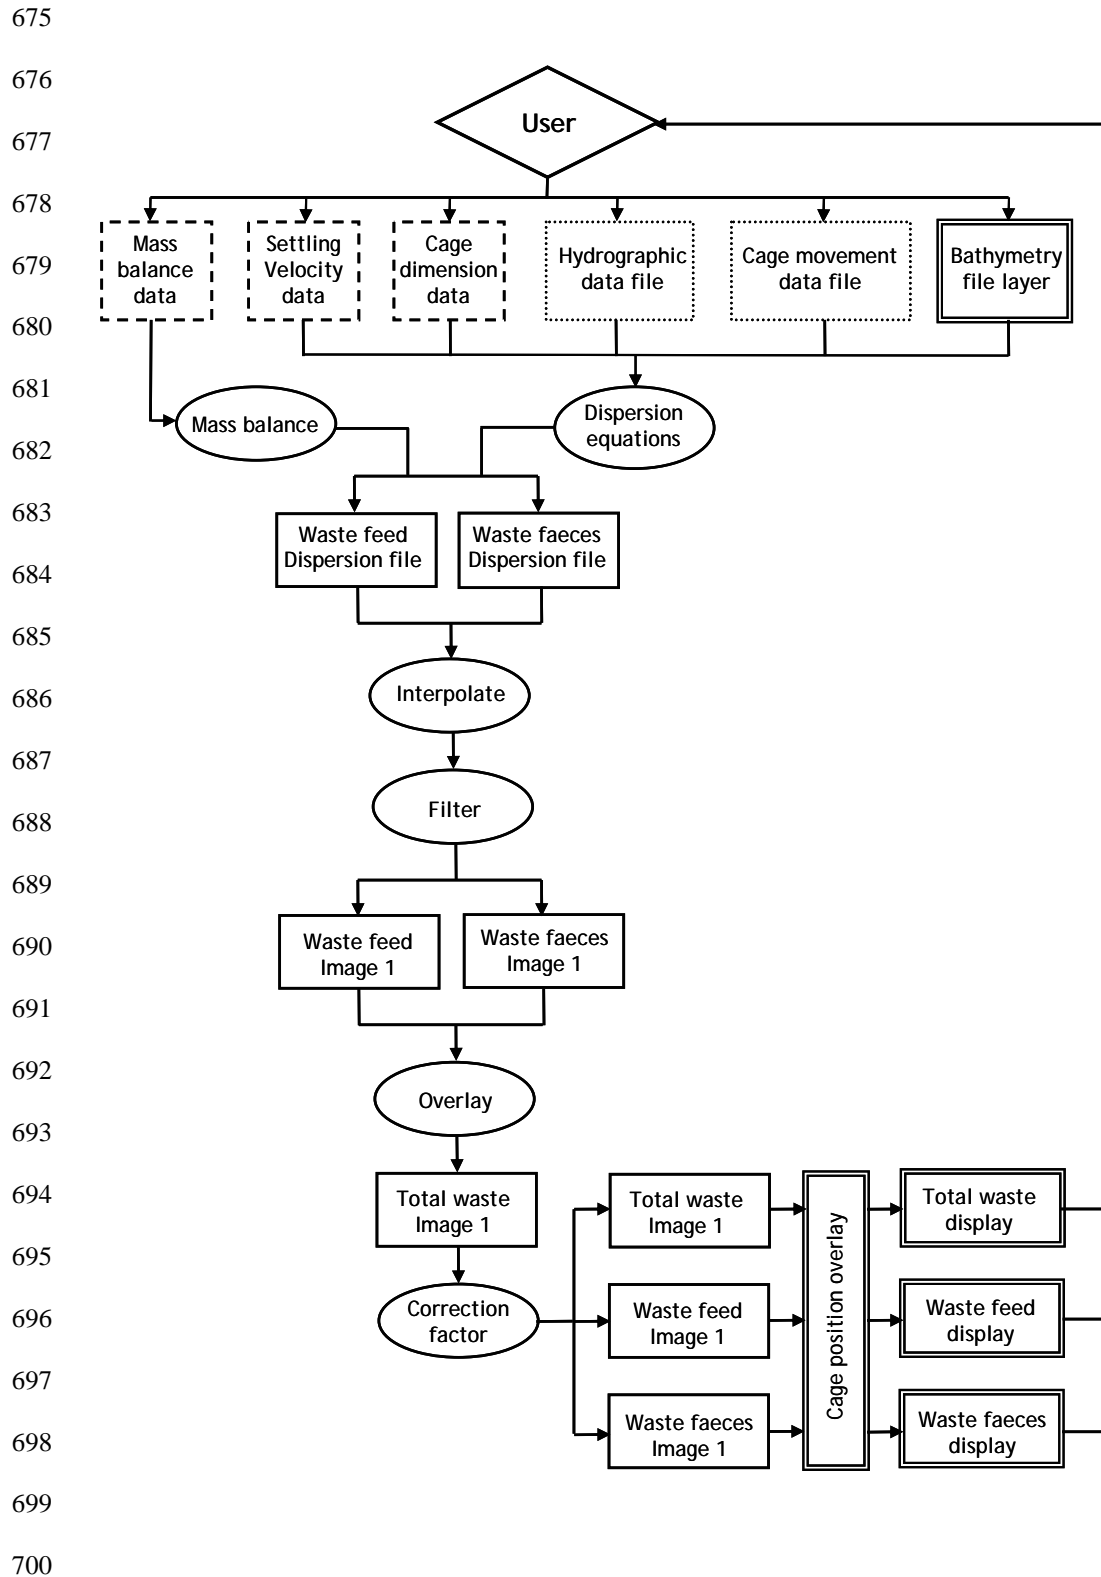 675
676
User
677
678
Mass
balance
data
Settling
Velocity
data
Cage
dimension
data
Hydrographic
data file
Cage movement
data file
Bathymetry
file layer
679
680
681
Mass balance
Dispersion
equations
682
683
Waste feed
Dispersion file
Waste faeces
Dispersion file
684
685
686
Interpolate
687
688
Filter
689
690
Waste feed
Image 1
Waste faeces
Image 1
691
692
Overlay
693
694
Total waste
Image 1
Total waste
Image 1
Cage position overlay
Total waste
display
695
696
Correction
factor
Waste feed
Image 1
Waste feed
display
697
698
Waste faeces
Image 1
Waste faeces
display
699
700